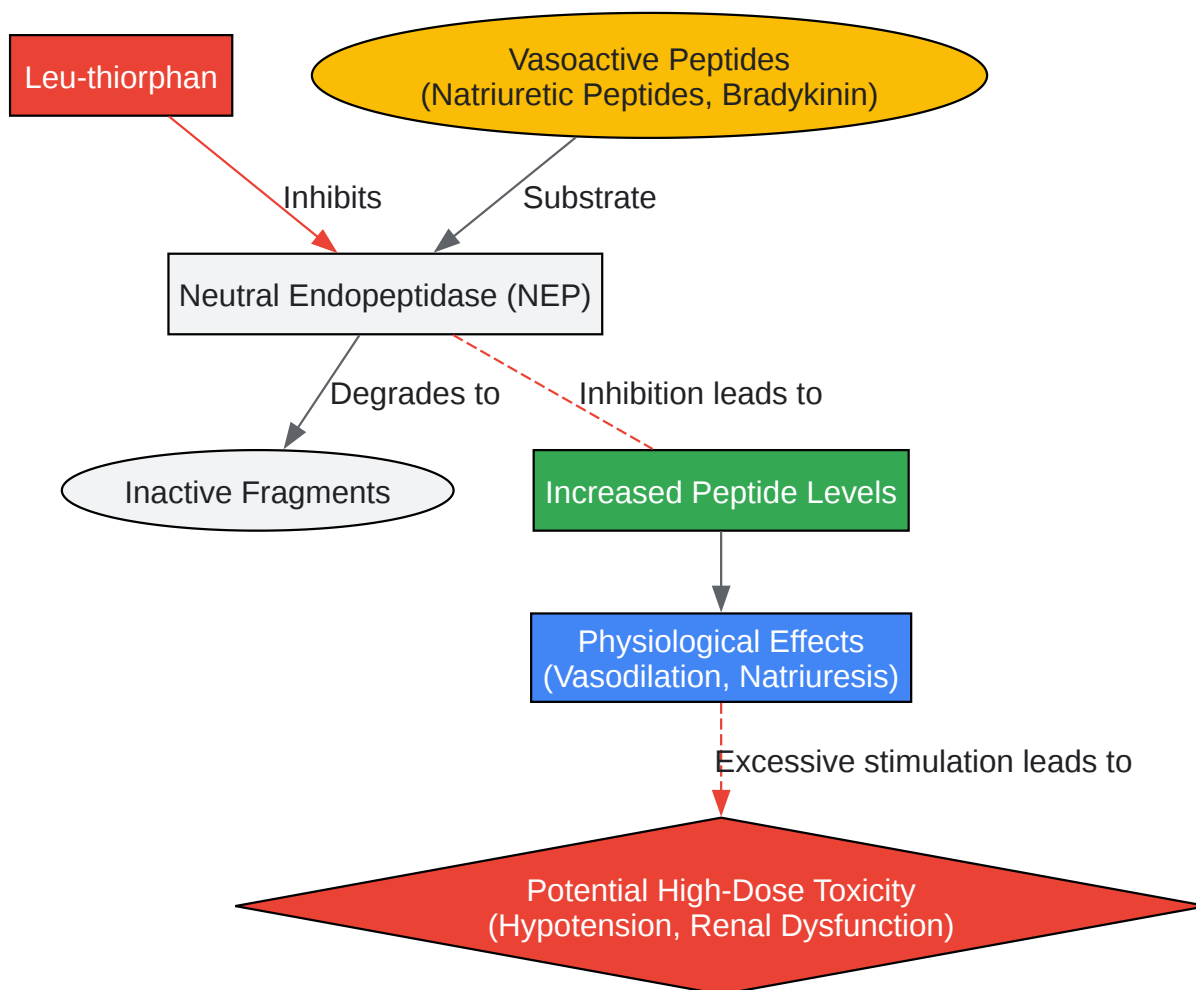 Leu-thiorphan
Vasoactive Peptides
(Natriuretic Peptides, Bradykinin)
Inhibits
Substrate
Neutral Endopeptidase (NEP)
Degrades to
Inhibition leads to
Inactive Fragments
Increased Peptide Levels
Physiological Effects
(Vasodilation, Natriuresis)
Excessive stimulation leads to
Potential High-Dose Toxicity
(Hypotension, Renal Dysfunction)